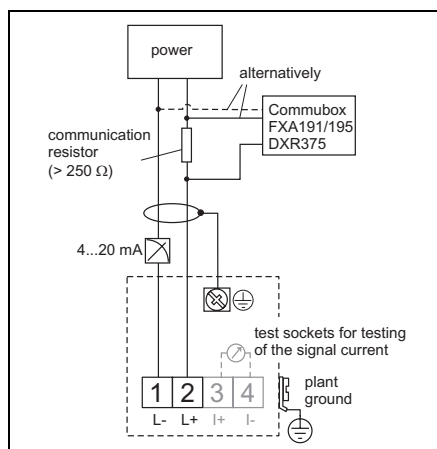 power
alternatively
Commubox
FXA191/195
DXR375
communication
resistor
(> 250 Ω)
4...20 mA
test sockets for testing
of the signal current
1 2 3 4
L- L+ I+ I-
plant
ground